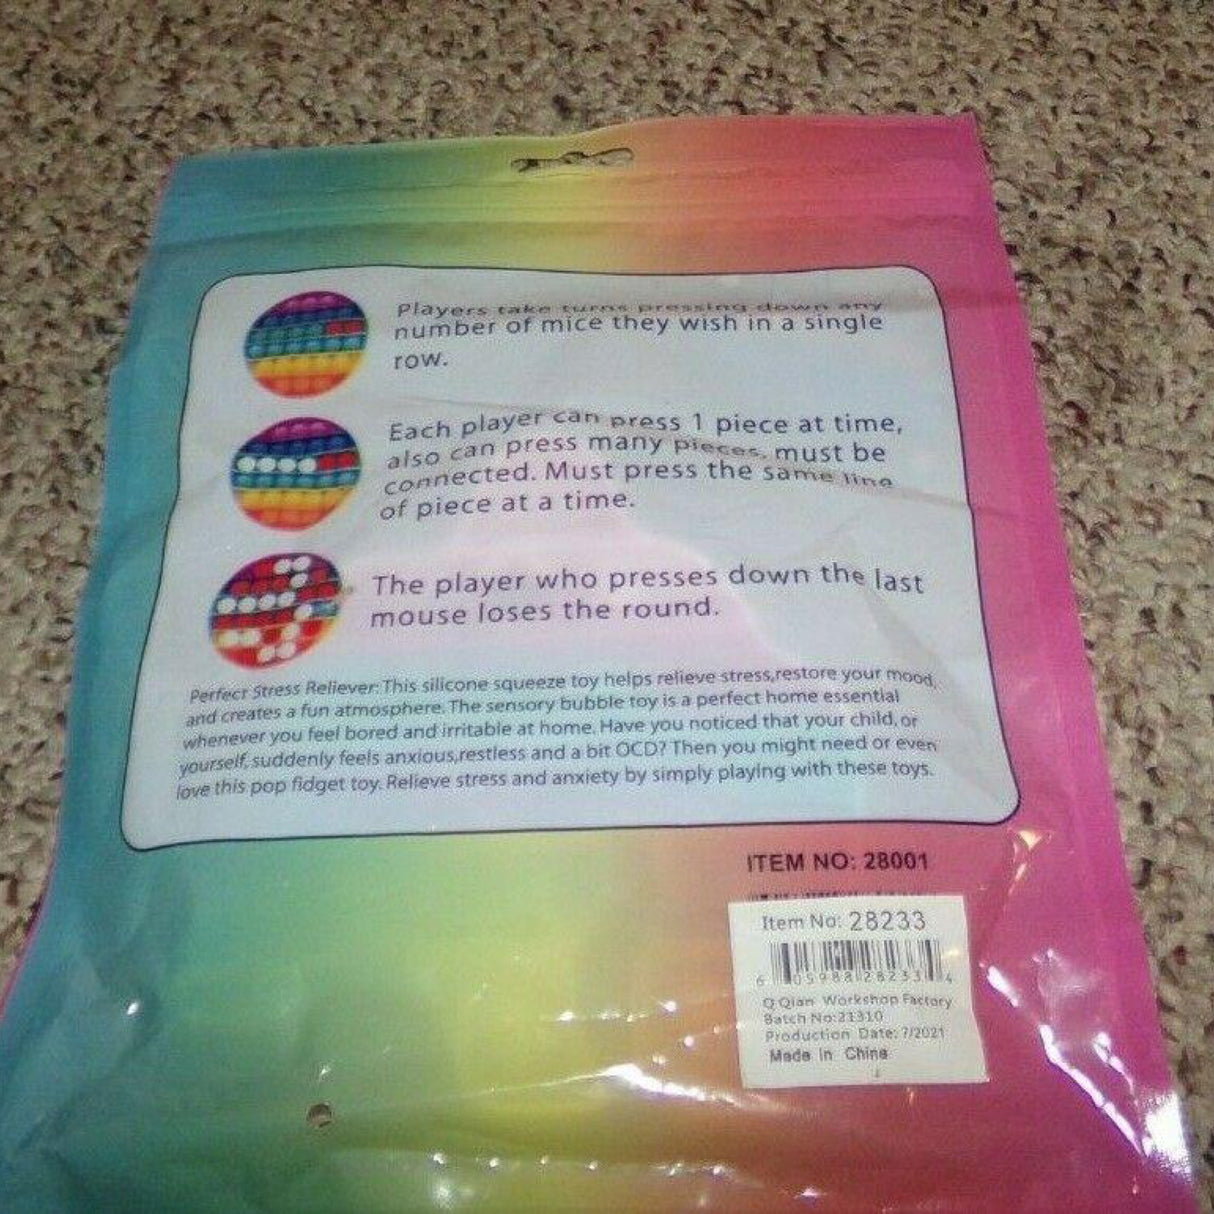 Players take turns pressing down any
number of mice they wish in a single
row.
Each player can press 1 piece at time,
also can press many pieces, must be
connected. Must press the same line
of piece at a time.
The player who presses down the last
mouse loses the round.
Perfect Stress Reliever: This silicone squeeze toy helps relieve stress,restore your mood,
and creates a fun atmosphere. The sensory bubble toy is a perfect home essential
whenever you feel bored and irritable at home. Have you noticed that your child, or
yourself, suddenly feels anxious,restless and a bit OCD? Then you might need or even
love this pop fidget toy. Relieve stress and anxiety by simply playing with these toys.
ITEM NO: 28001
Item No: 28233
6 05988 28233 4
Q Qian Workshop Factory
Batch No:21310
Production Date: 7/2021
Made In China